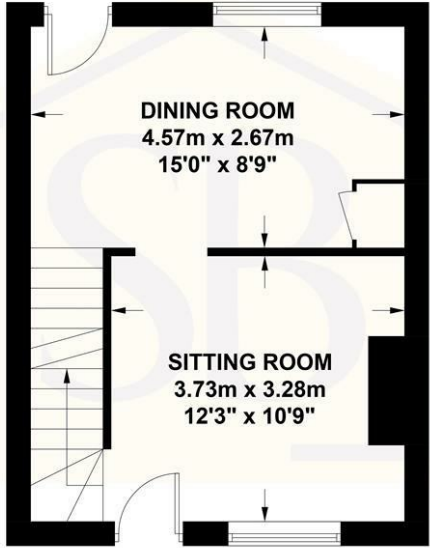 DINING ROOM
4.57m x 2.67m
15'0" x 8'9"
SB
SITTING ROOM
3.73m x 3.28m
12'3" x 10'9"